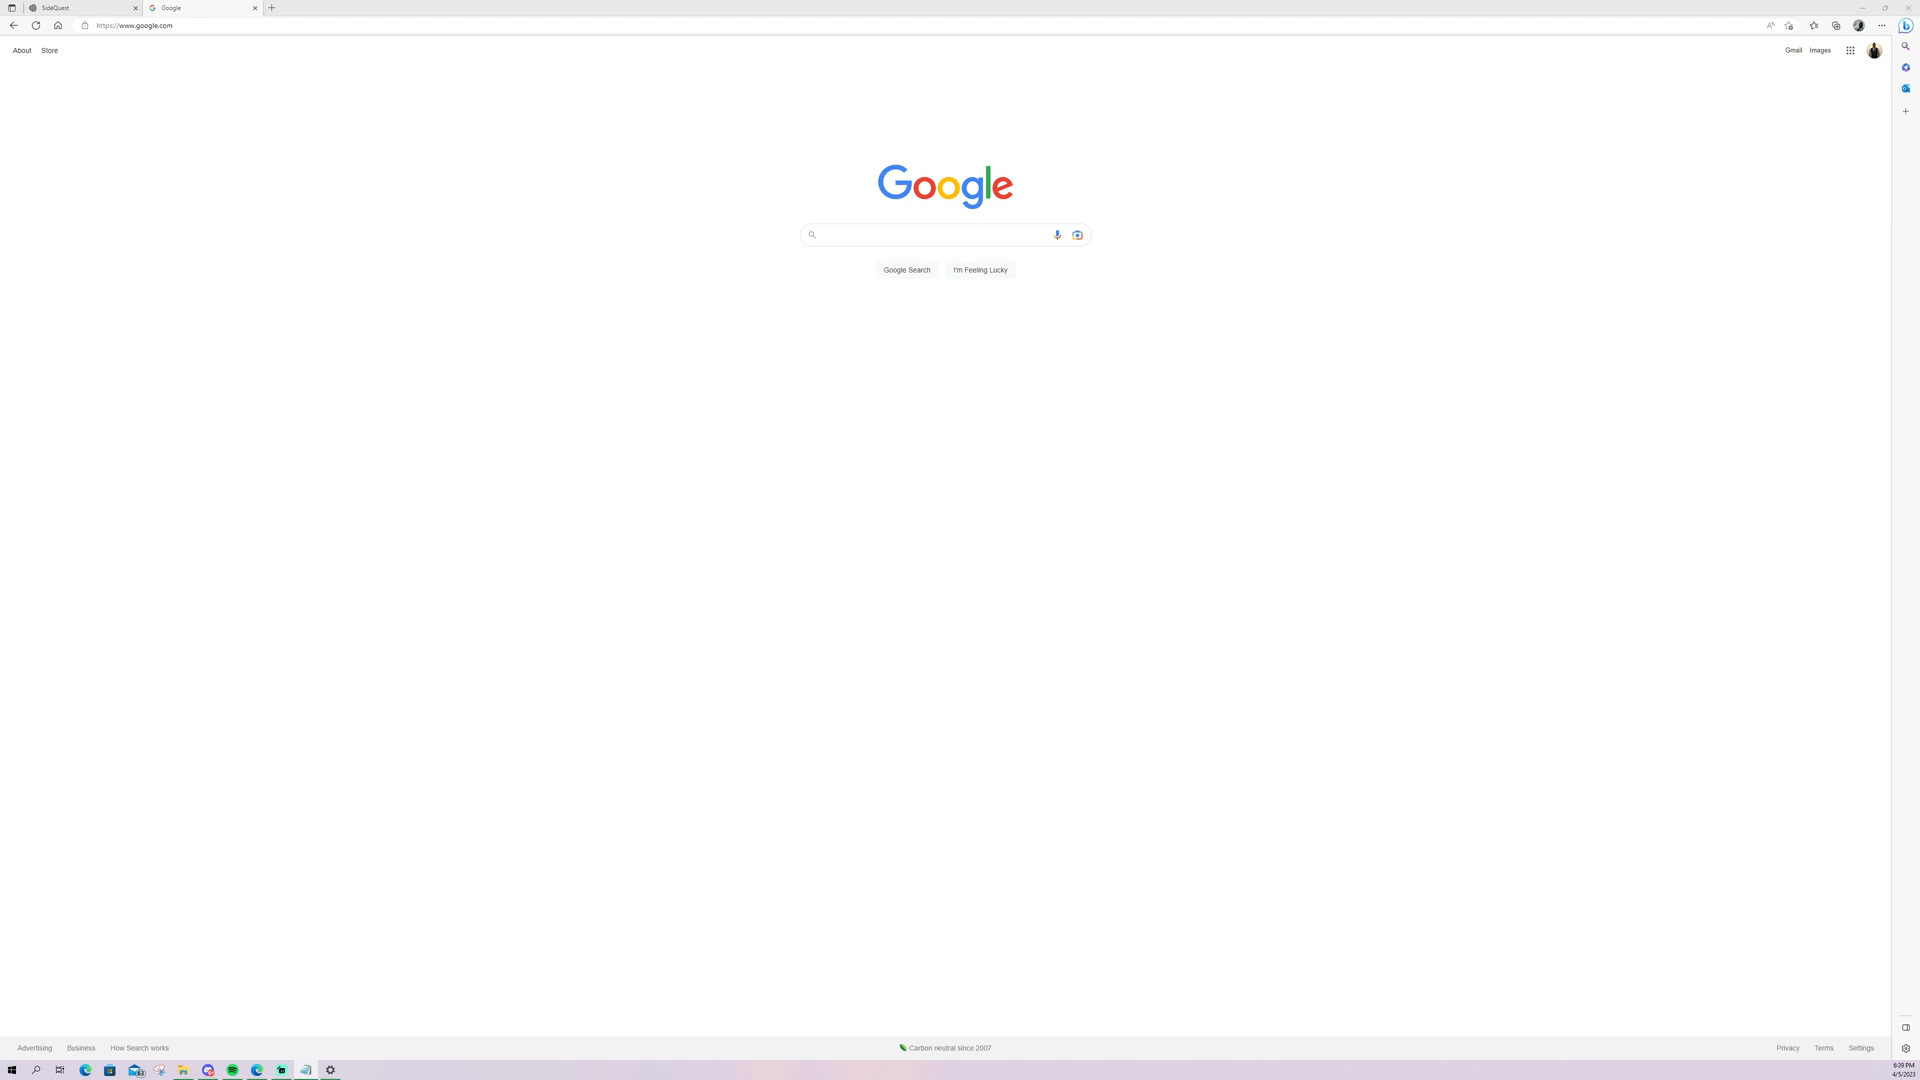 SideQuest
Google
https://www.google.com
About Store
Gmail Images
Google
Google Search I'm Feeling Lucky
Advertising Business How Search works
Carbon neutral since 2007
Privacy Terms Settings
63
6:39 PM
4/5/2023